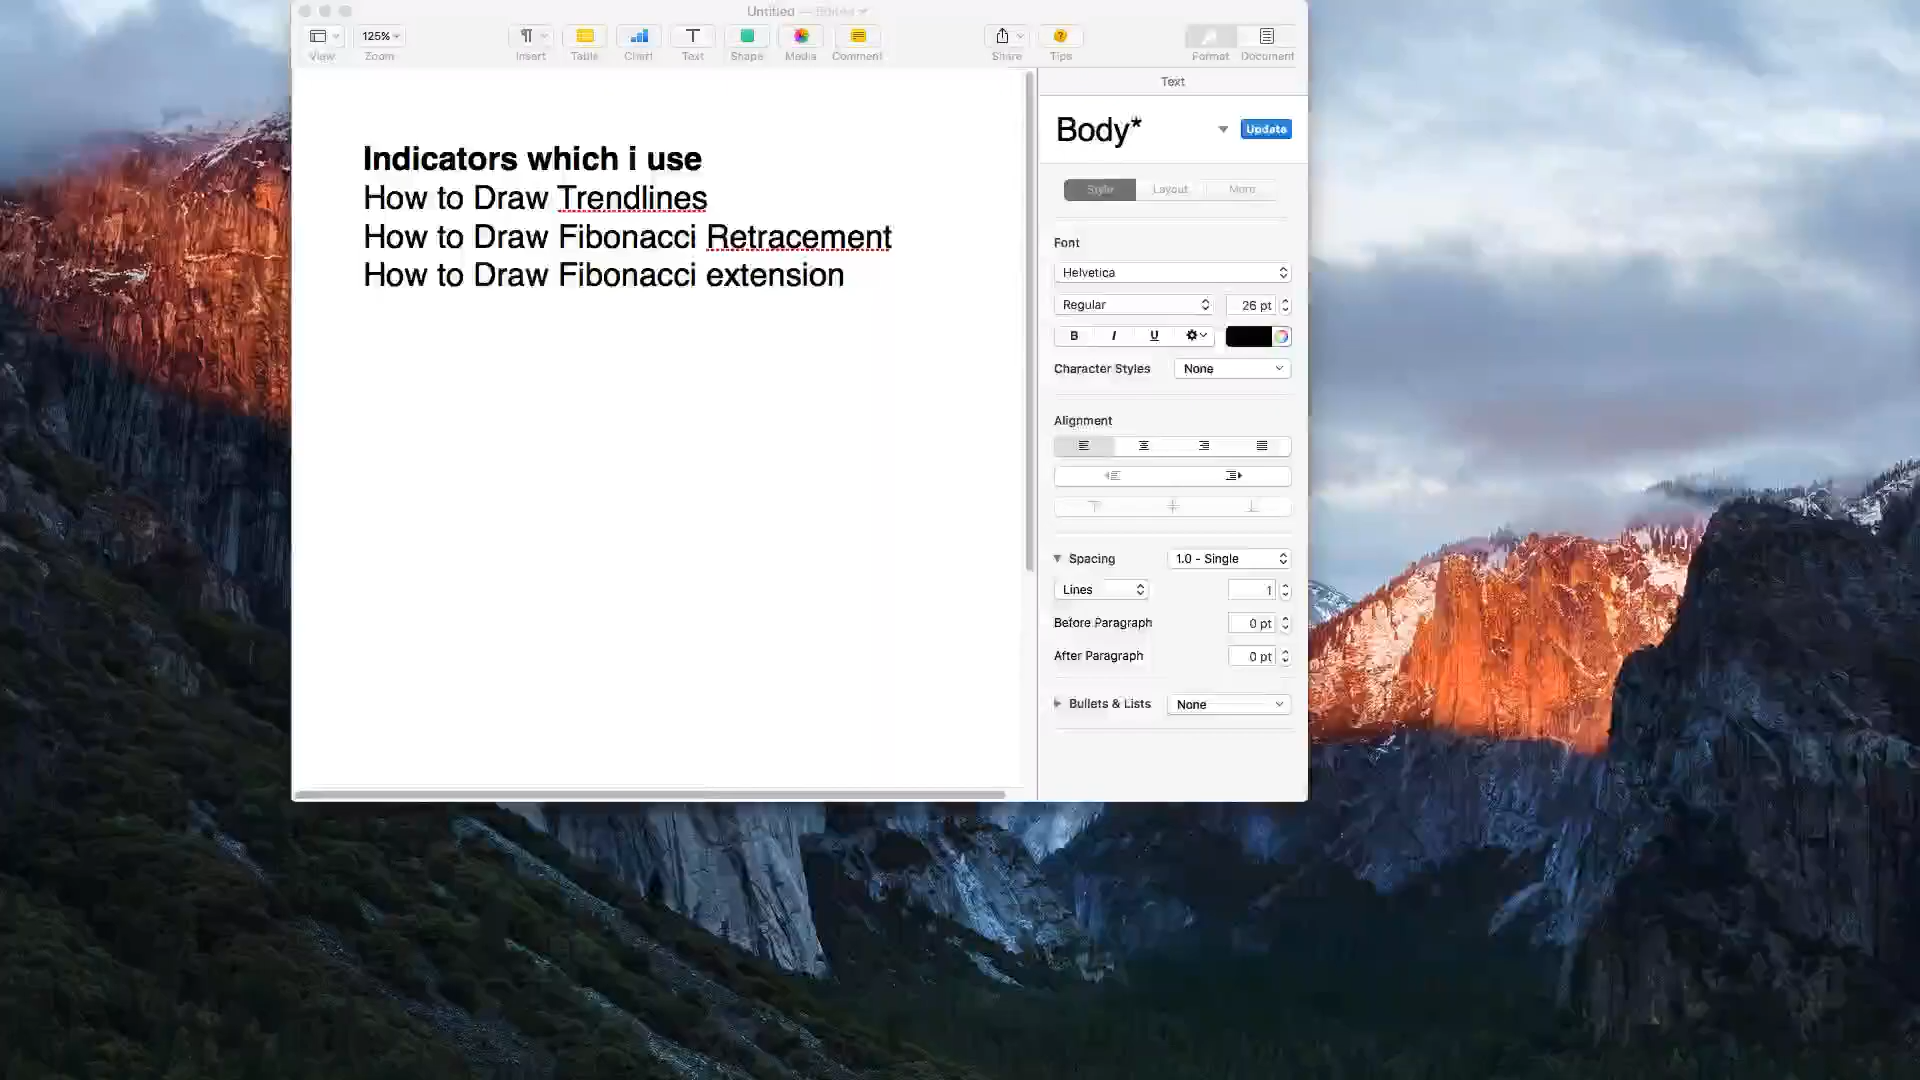 Untitled — Edited
125%
View
Zoom
Insert
Table
Chart
Text
Shape
Media
Comment
Share
Tips
Format
Document
Indicators which i use
How to Draw Trendlines
How to Draw Fibonacci Retracement
How to Draw Fibonacci extension
Text
Body*
Update
Style
Layout
More
Font
Helvetica
Regular
26 pt
B
I
U
Character Styles
None
Alignment
Spacing
1.0 - Single
Lines
1
Before Paragraph
0 pt
After Paragraph
0 pt
Bullets & Lists
None